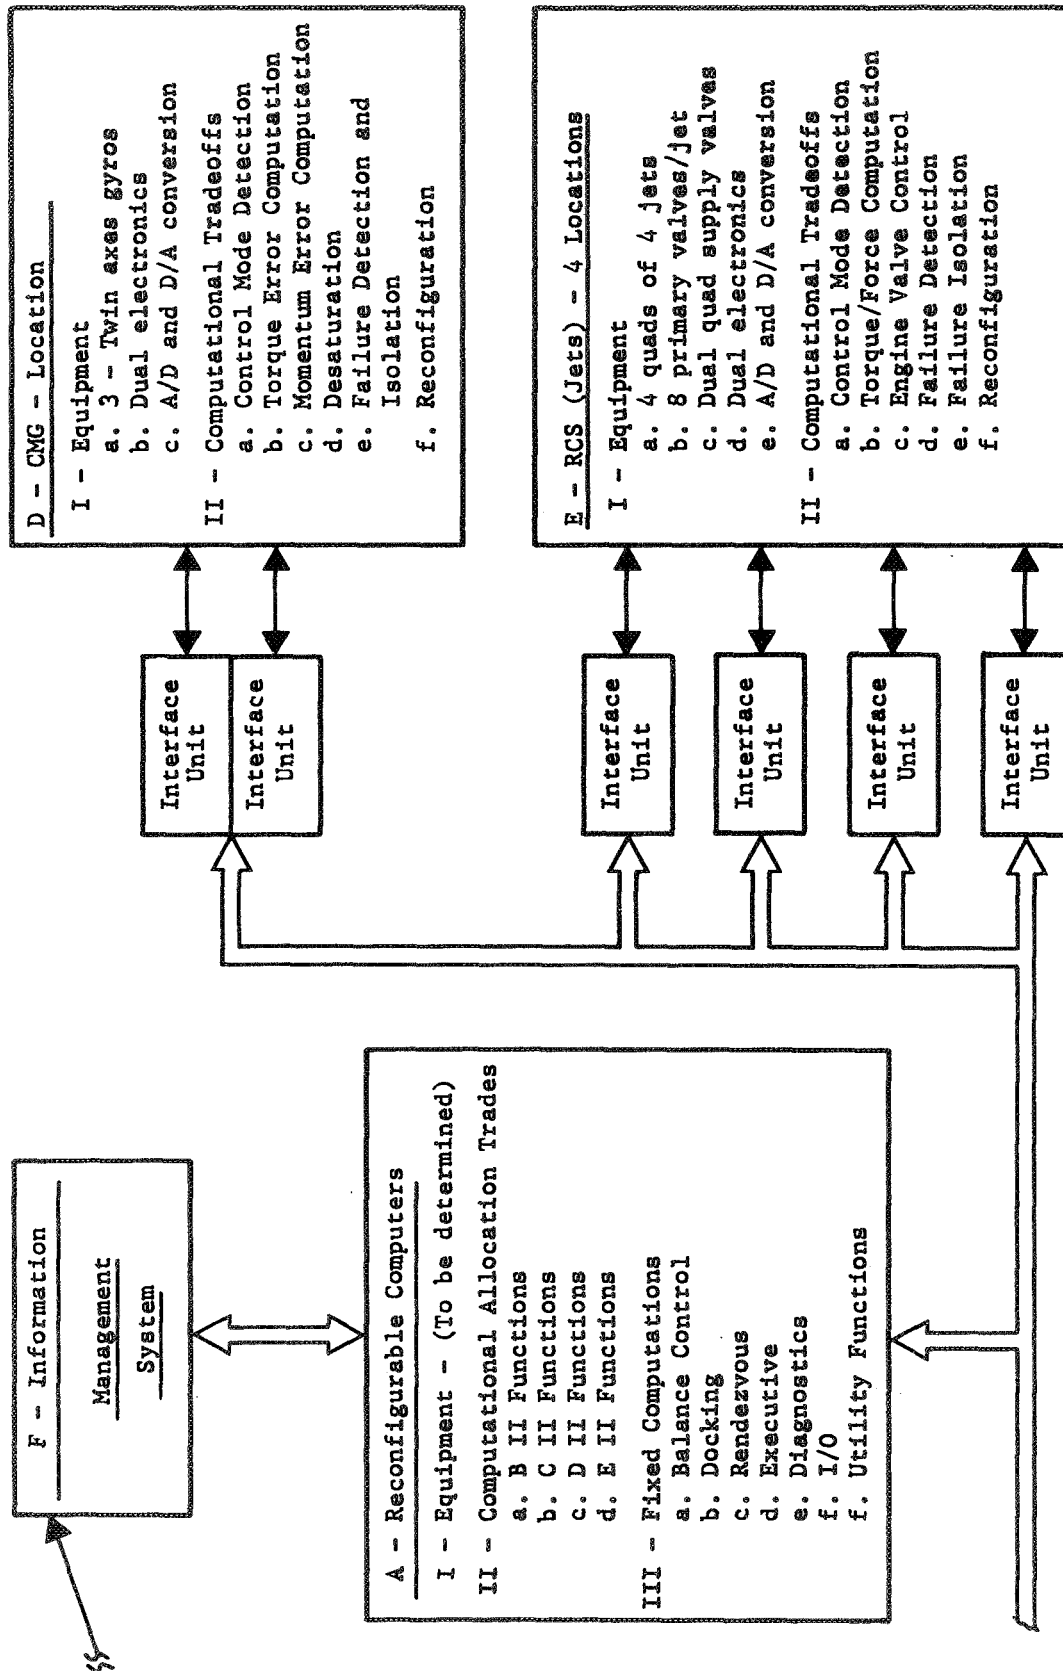 F - Information
Management
System
A - Reconfigurable Computers
I - Equipment - (To be determined)
II - Computational Allocation Trades
a. B II Functions
b. C II Functions
c. D II Functions
d. E II Functions
III - Fixed Computations
a. Balance Control
b. Docking
c. Rendezvous
d. Executive
e. Diagnostics
f. I/O
f. Utility Functions
Interface
Unit
Interface
Unit
Interface
Unit
Interface
Unit
Interface
Unit
Interface
Unit
D - CMG - Location
I - Equipment
a. 3 - Twin axes gyros
b. Dual electronics
c. A/D and D/A conversion
II - Computational Tradeoffs
a. Control Mode Detection
b. Torque Error Computation
c. Momentum Error Computation
d. Desaturation
e. Failure Detection and
Isolation
f. Reconfiguration
E - RCS (Jets) - 4 Locations
I - Equipment
a. 4 quads of 4 jets
b. 8 primary valves/jet
c. Dual quad supply valves
d. Dual electronics
e. A/D and D/A conversion
II - Computational Tradeoffs
a. Control Mode Detection
b. Torque/Force Computation
c. Engine Valve Control
d. Failure Detection
e. Failure Isolation
f. Reconfiguration